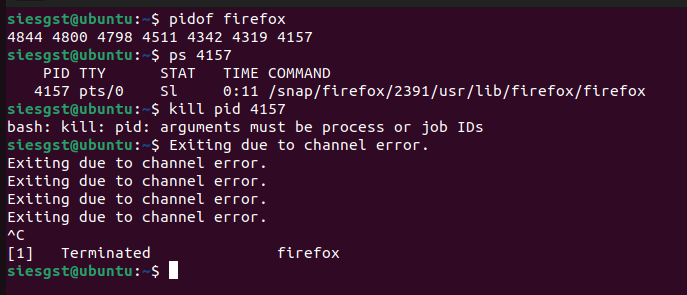 siesgst@ubuntu:~$ pidof firefox
4844 4800 4798 4511 4342 4319 4157
siesgst@ubuntu:~$ ps 4157
    PID TTY      STAT   TIME COMMAND
   4157 pts/0    Sl     0:11 /snap/firefox/2391/usr/lib/firefox/firefox
siesgst@ubuntu:~$ kill pid 4157
bash: kill: pid: arguments must be process or job IDs
siesgst@ubuntu:~$ Exiting due to channel error.
Exiting due to channel error.
Exiting due to channel error.
Exiting due to channel error.
Exiting due to channel error.
^C
[1]   Terminated              firefox
siesgst@ubuntu:~$